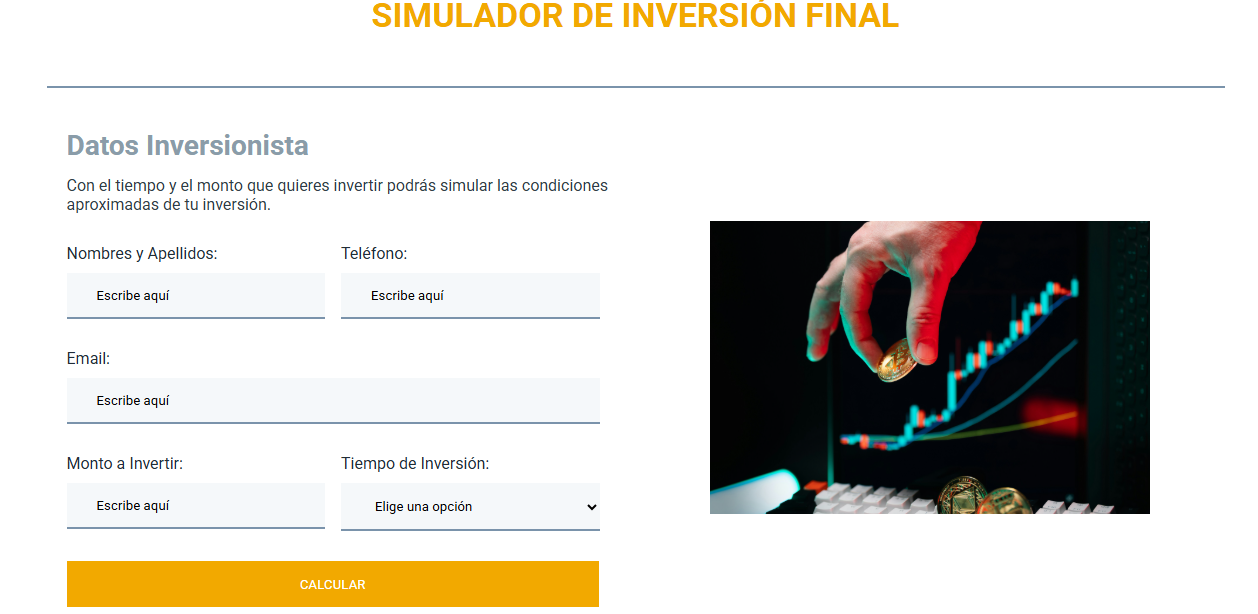 SIMULADOR DE INVERSIÓN FINAL
Datos Inversionista
Con el tiempo y el monto que quieres invertir podrás simular las condiciones
aproximadas de tu inversión.
Nombres y Apellidos:
Teléfono:
Escribe aquí
Escribe aquí
Email:
Escribe aquí
Monto a Invertir:
Tiempo de Inversión:
Escribe aquí
Elige una opción
CALCULAR